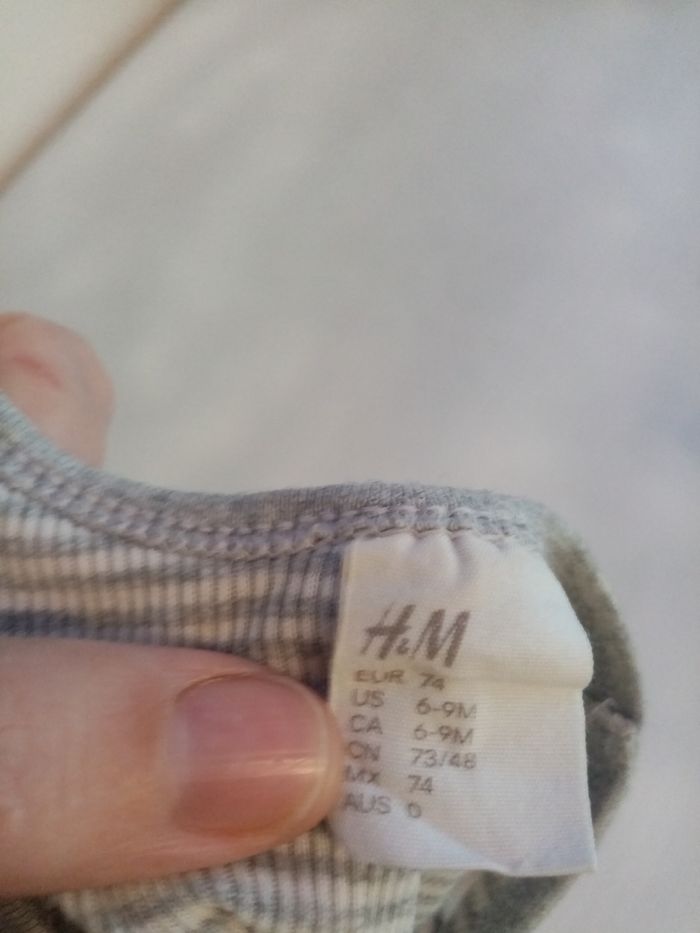 H&M
EUR 74
US 6-9M
CA 6-9M
CN 73/48
MX 74
AUS 0